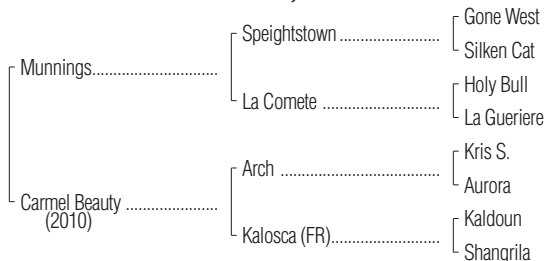 Gone West
Speightstown
Silken Cat
Munnings
Holy Bull
La Comete
La Gueriere
Kris S.
Arch
Aurora
Carmel Beauty
(2010)
Kaldoun
Kalosca (FR)
Shangrila